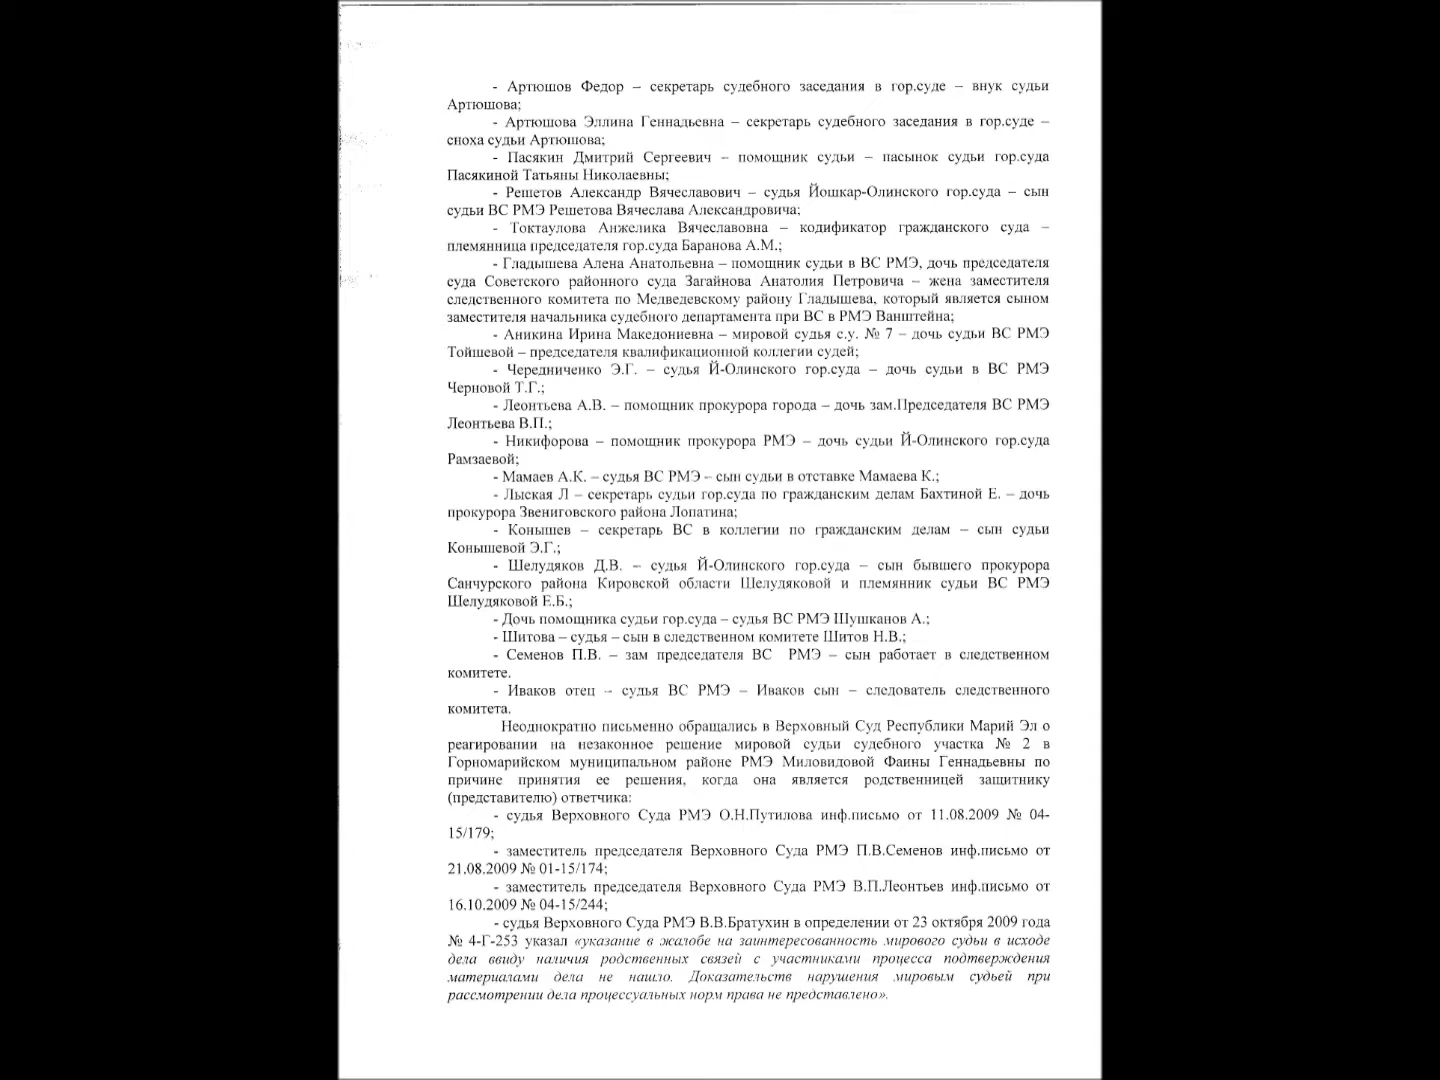 - Артюшов Федор – секретарь судебного заседания в гор.суде – внук судьи
Артюшова;
- Артюшова Эллина Геннадьевна – секретарь судебного заседания в гор.суде –
сноха судьи Артюшова;
- Пасякин Дмитрий Сергеевич – помощник судьи – пасынок судьи гор.суда
Пасякиной Татьяны Николаевны;
- Решетов Александр Вячеславович – судья Йошкар-Олинского гор.суда – сын
судьи ВС РМЭ Решетова Вячеслава Александровича;
- Токтаулова Анжелика Вячеславовна – кодификатор гражданского суда –
племянница председателя гор.суда Баранова А.М.;
- Гладышева Алена Анатольевна – помощник судьи в ВС РМЭ, дочь председателя
суда Советского районного суда Загайнова Анатолия Петровича – жена заместителя
следственного комитета по Медведевскому району Гладышева, который является сыном
заместителя начальника судебного департамента при ВС в РМЭ Ванштейна;
- Аникина Ирина Македониевна – мировой судья с.у. № 7 – дочь судьи ВС РМЭ
Тойшевой – председателя квалификационной коллегии судей;
- Чередниченко Э.Г. – судья Й-Олинского гор.суда – дочь судьи в ВС РМЭ
Черновой Т.Г.;
- Леонтьева А.В. – помощник прокурора города – дочь зам.Председателя ВС РМЭ
Леонтьева В.П.;
- Никифорова – помощник прокурора РМЭ – дочь судьи Й-Олинского гор.суда
Рамзаевой;
- Мамаев А.К. – судья ВС РМЭ – сын судьи в отставке Мамаева К.;
- Лыская Л – секретарь судьи гор.суда по гражданским делам Бахтиной Е. – дочь
прокурора Звениговского района Лопатина;
- Конышев – секретарь ВС в коллегии по гражданским делам – сын судьи
Конышевой Э.Г.;
- Шелудяков Д.В. – судья Й-Олинского гор.суда – сын бывшего прокурора
Санчурского района Кировской области Шелудяковой и племянник судьи ВС РМЭ
Шелудяковой Е.Б.;
- Дочь помощника судьи гор.суда – судья ВС РМЭ Шушканов А.;
- Шитова – судья – сын в следственном комитете Шитов Н.В.;
- Семенов П.В. – зам председателя ВС РМЭ – сын работает в следственном
комитете.
- Иваков отец – судья ВС РМЭ – Иваков сын – следователь следственного
комитета.
Неоднократно письменно обращались в Верховный Суд Республики Марий Эл о
реагировании на незаконное решение мировой судьи судебного участка № 2 в
Горномарийском муниципальном районе РМЭ Миловидовой Фаины Геннадьевны по
причине принятия ее решения, когда она является родственницей защитнику
(представителю) ответчика:
- судья Верховного Суда РМЭ О.Н.Путилова инф.письмо от 11.08.2009 № 04-
15/179;
- заместитель председателя Верховного Суда РМЭ П.В.Семенов инф.письмо от
21.08.2009 № 01-15/174;
- заместитель председателя Верховного Суда РМЭ В.П.Леонтьев инф.письмо от
16.10.2009 № 04-15/244;
- судья Верховного Суда РМЭ В.В.Братухин в определении от 23 октября 2009 года
№ 4-Г-253 указал «указание в жалобе на заинтересованность мирового судьи в исходе
дела ввиду наличия родственных связей с участниками процесса подтверждения
материалами дела не нашло. Доказательств нарушения мировым судьей при
рассмотрении дела процессуальных норм права не представлено».